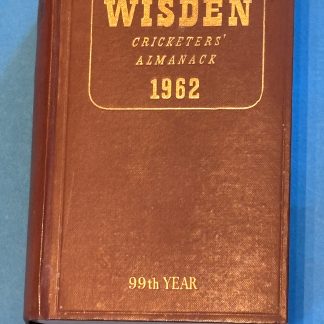 WISDEN
CRICKETERS'
ALMANACK
1962
99th YEAR